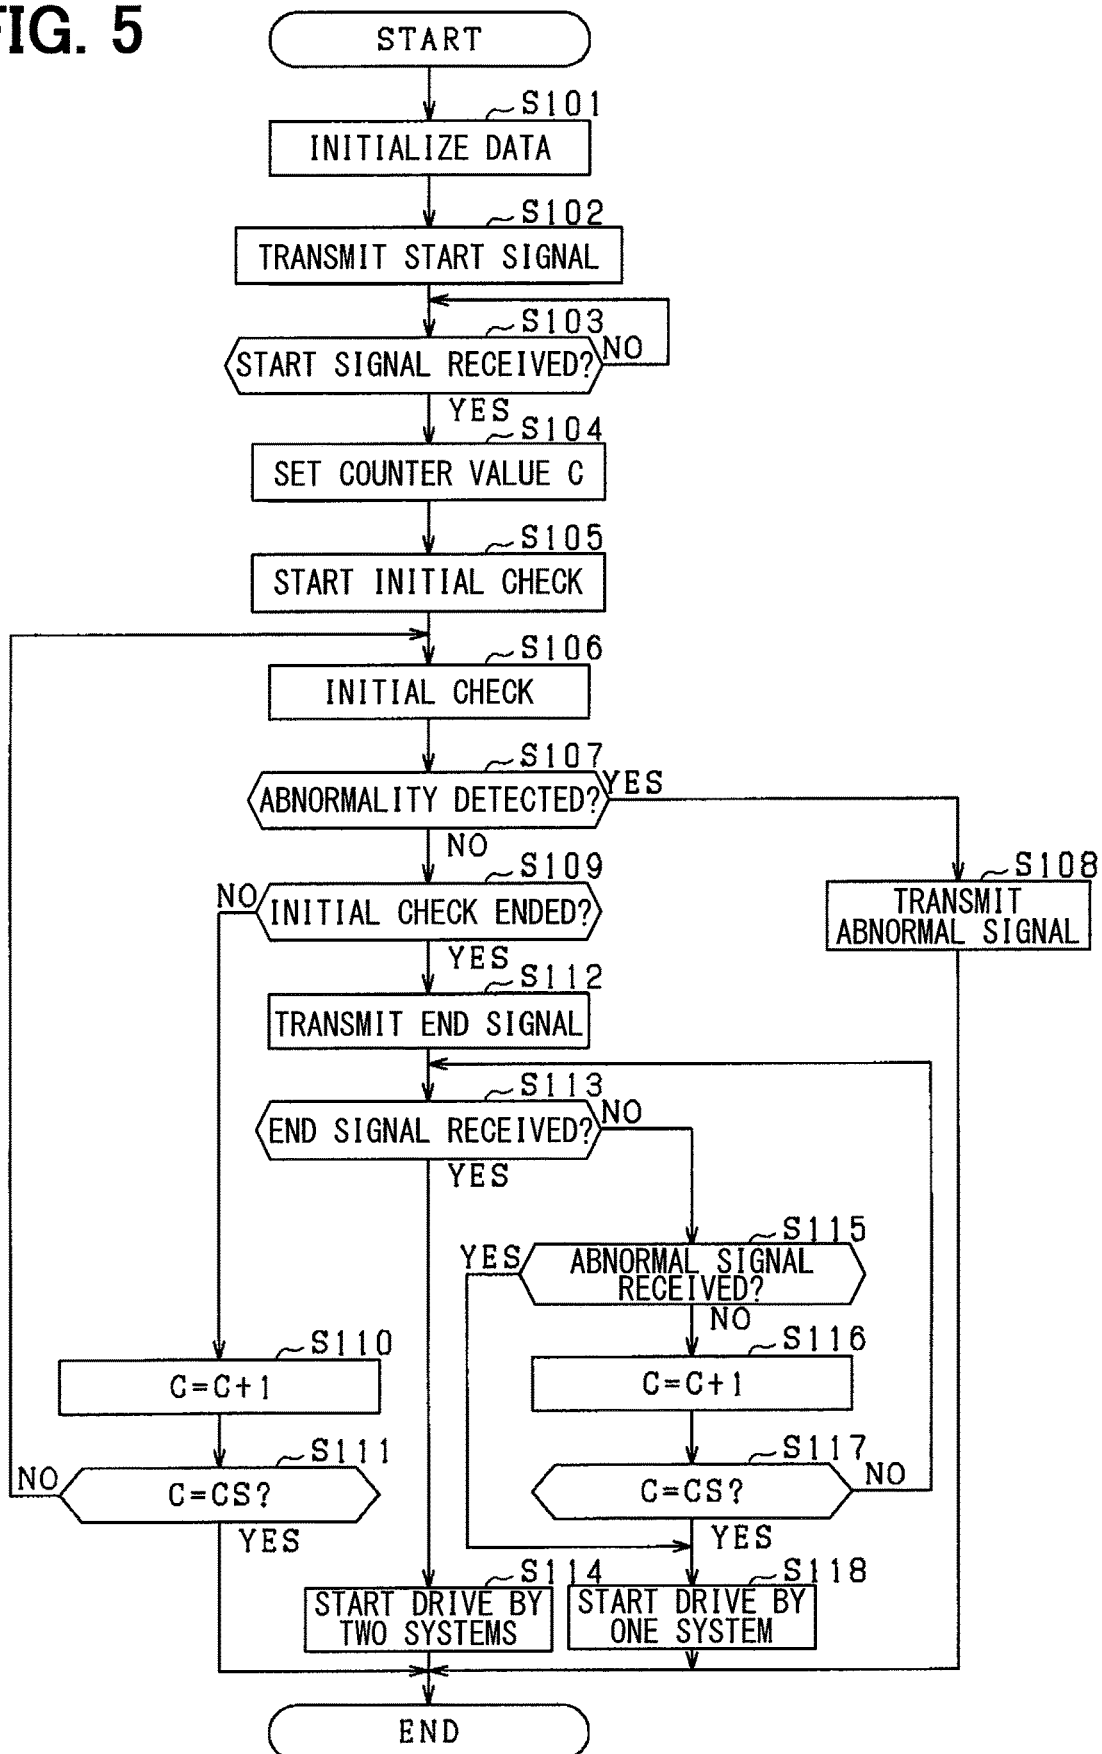 FIG. 5
START
S101
INITIALIZE DATA
S102
TRANSMIT START SIGNAL
S103
START SIGNAL RECEIVED?
NO
YES
S104
SET COUNTER VALUE C
S105
START INITIAL CHECK
S106
INITIAL CHECK
S107
ABNORMALITY DETECTED?
YES
NO
S108
TRANSMIT
ABNORMAL SIGNAL
S109
NO
INITIAL CHECK ENDED?
YES
S112
TRANSMIT END SIGNAL
S113
END SIGNAL RECEIVED?
NO
YES
S115
YES
ABNORMAL SIGNAL
RECEIVED?
NO
S110
C=C+1
S116
C=C+1
S111
NO
C=CS?
YES
S117
C=CS?
NO
YES
S114
START DRIVE BY
TWO SYSTEMS
S118
START DRIVE BY
ONE SYSTEM
END